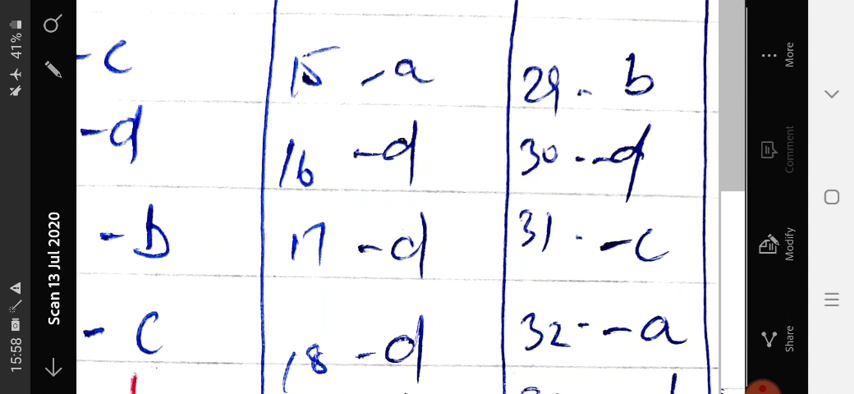 -c 15 -a 29 - b
-d 16 -d 30 - -d
-b 17 -d 31 - -c
- c 18 -d 32 - -a
15:58
41%
Scan 13 Jul 2020
Share
Modify
Comment
More